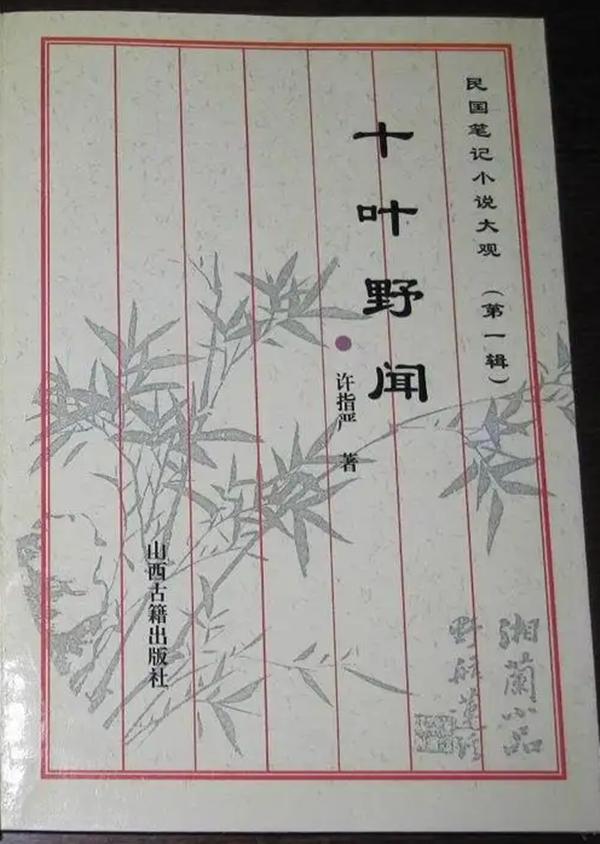 民国笔记小说大观 （第一辑）
十叶野闻
许指严 著
山西古籍出版社
湘兰小品